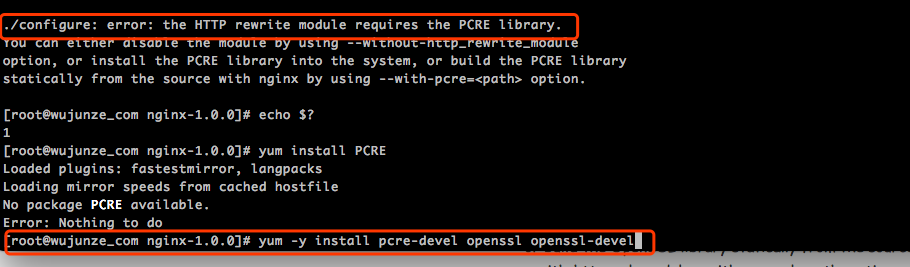 ./configure: error: the HTTP rewrite module requires the PCRE library.
You can either disable the module by using --without-http_rewrite_module
option, or install the PCRE library into the system, or build the PCRE library
statically from the source with nginx by using --with-pcre=<path> option.
[root@wujunze_com nginx-1.0.0]# echo $?
1
[root@wujunze_com nginx-1.0.0]# yum install PCRE
Loaded plugins: fastestmirror, langpacks
Loading mirror speeds from cached hostfile
No package PCRE available.
Error: Nothing to do
[root@wujunze_com nginx-1.0.0]# yum -y install pcre-devel openssl openssl-devel